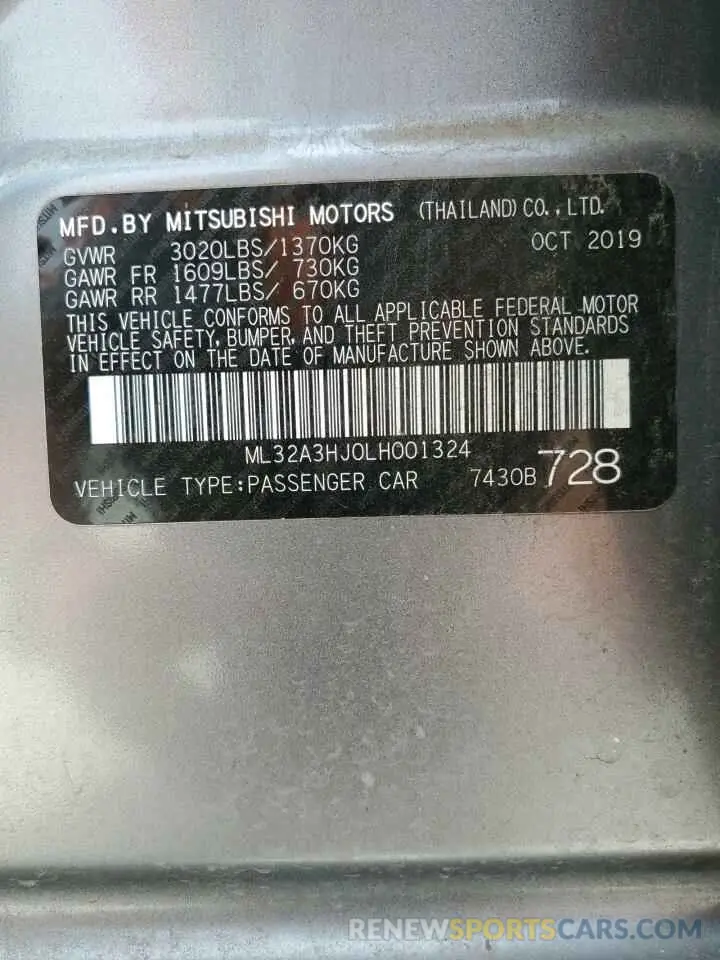 MFD.BY MITSUBISHI MOTORS (THAILAND) CO., LTD.
GVWR 3020LBS/1370KG OCT 2019
GAWR FR 1609LBS/ 730KG
GAWR RR 1477LBS/ 670KG
THIS VEHICLE CONFORMS TO ALL APPLICABLE FEDERAL MOTOR
VEHICLE SAFETY, BUMPER, AND THEFT PREVENTION STANDARDS
IN EFFECT ON THE DATE OF MANUFACTURE SHOWN ABOVE.
ML32A3HJ0LH001324
VEHICLE TYPE:PASSENGER CAR 7430B 728
RENEWSPORTSCARS.COM